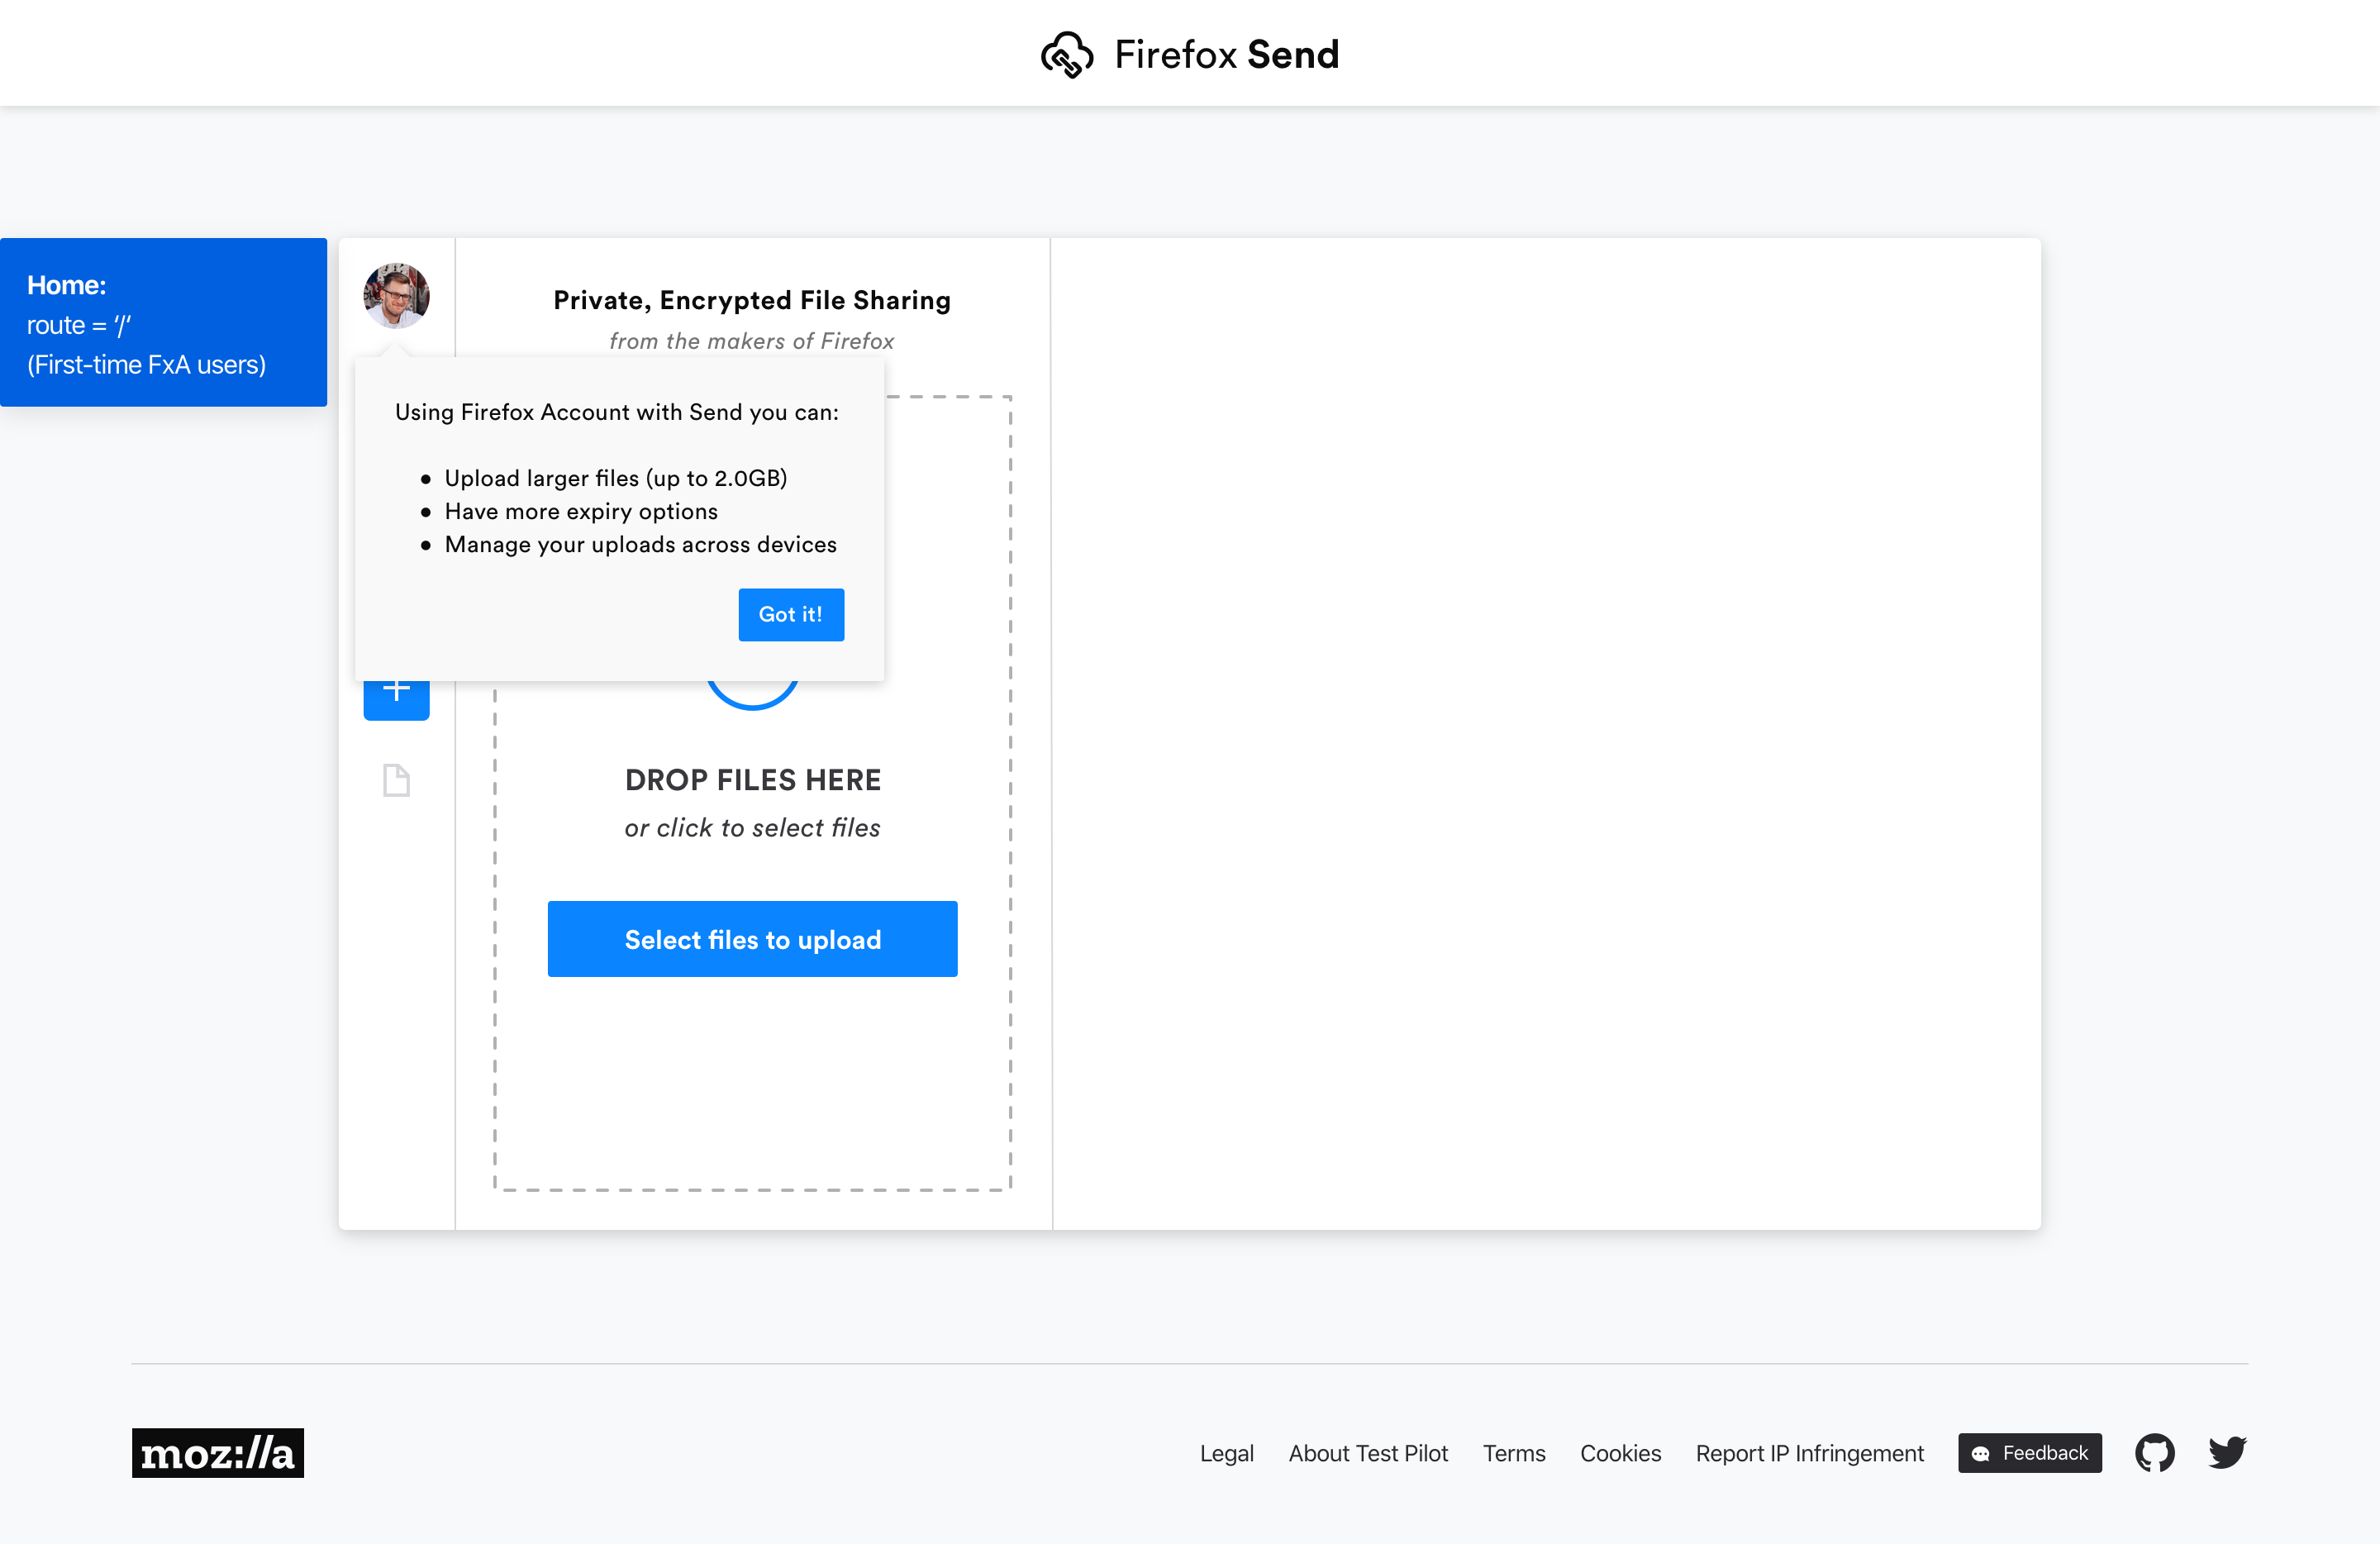 Firefox Send
Home:
route = ‘/‘
(First-time FxA users)
Private, Encrypted File Sharing
from the makers of Firefox
Using Firefox Account with Send you can:
● Upload larger files (up to 2.0GB)
● Have more expiry options
● Manage your uploads across devices
Got it!
DROP FILES HERE
or click to select files
Select files to upload
moz://a
Legal
About Test Pilot
Terms
Cookies
Report IP Infringement
Feedback